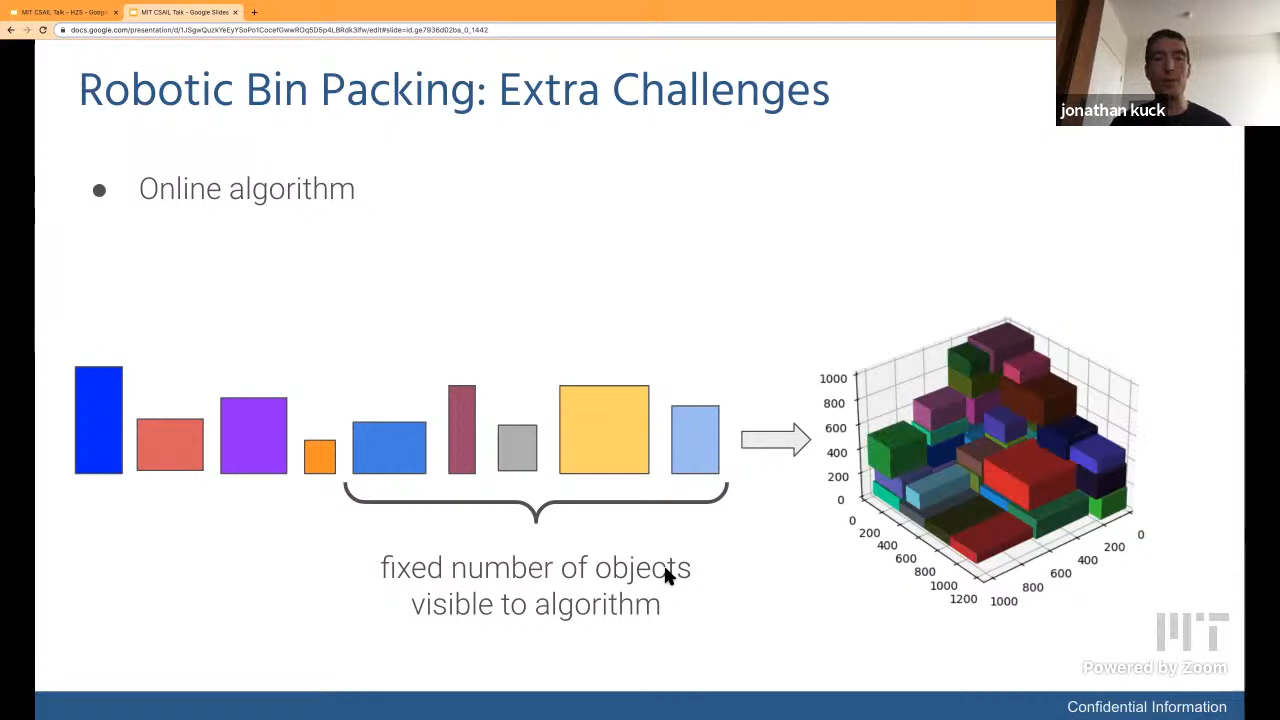 MIT CSAIL Talk - HZS - Goog
MIT CSAIL Talk - Google Slides
jonathan kuck
Robotic Bin Packing: Extra Challenges
● Online algorithm
fixed number of objects
visible to algorithm
1000
800
600
400
200
0
0
200
400
600
800
1000
1200
0
200
400
600
800
1000
MIT
Powered by Zoom
Confidential Information